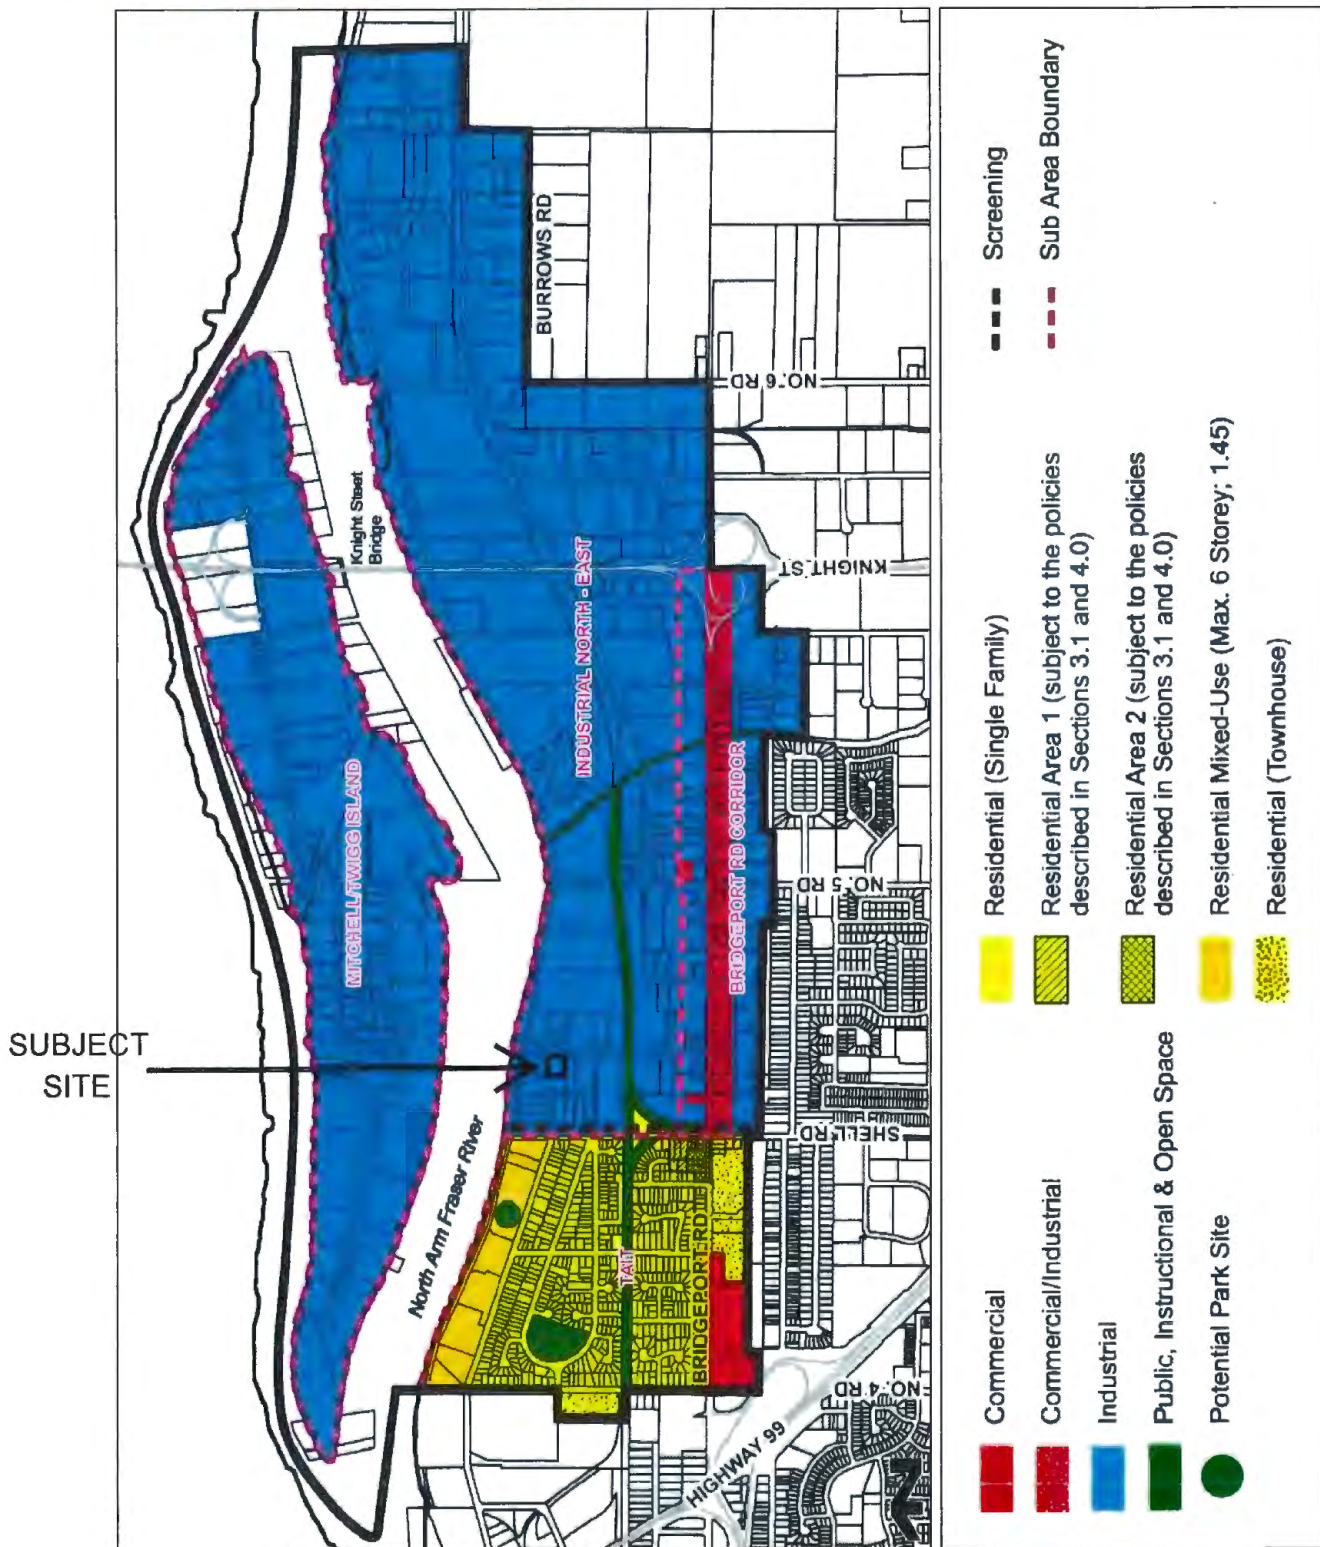 SUBJECT
SITE
MITCHELL/TWIGG ISLAND
Knight Steet
Bridge
North Arm Fraser River
INDUSTRIAL NORTH - EAST
BURROWS RD
NO. 6 RD
KNIGHT ST
BRIDGEPORT RD CORRIDOR
NO. 5 RD
SHELL RD
TAIT
BRIDGEPORT RD
NO. 4 RD
HIGHWAY 99
Commercial
Commercial/Industrial
Industrial
Public, Instructional & Open Space
Potential Park Site
Residential (Single Family)
Residential Area 1 (subject to the policies
described in Sections 3.1 and 4.0)
Residential Area 2 (subject to the policies
described in Sections 3.1 and 4.0)
Residential Mixed-Use (Max. 6 Storey; 1.45)
Residential (Townhouse)
Screening
Sub Area Boundary